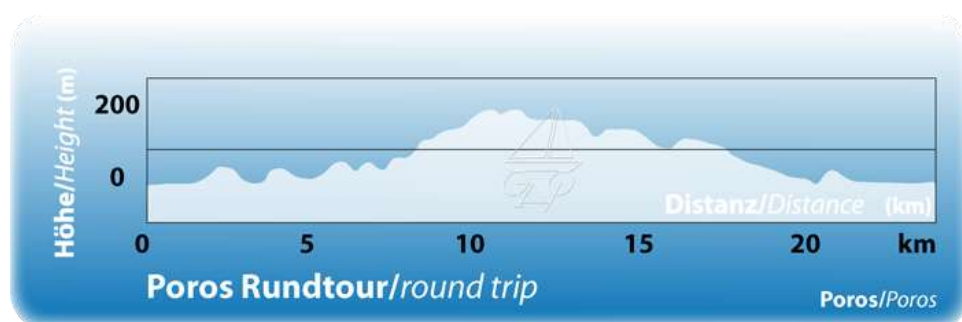 Höhe/Height (m)
200
0
Distanz/Distance (km)
0 5 10 15 20 km
Poros Rundtour/round trip
Poros/Poros